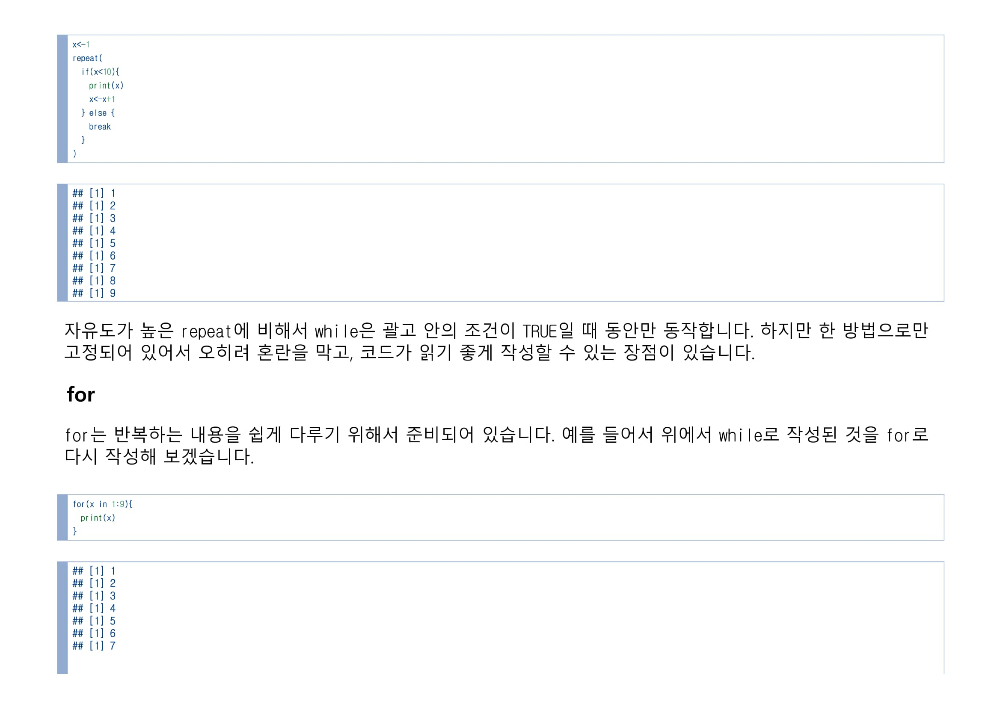 x<-1
repeat(
  if(x<10){
    print(x)
    x<-x+1
  } else {
    break
  }
)
## [1] 1
## [1] 2
## [1] 3
## [1] 4
## [1] 5
## [1] 6
## [1] 7
## [1] 8
## [1] 9
자유도가 높은 repeat에 비해서 while은 괄고 안의 조건이 TRUE일 때 동안만 동작합니다. 하지만 한 방법으로만
고정되어 있어서 오히려 혼란을 막고, 코드가 읽기 좋게 작성할 수 있는 장점이 있습니다.
for
for는 반복하는 내용을 쉽게 다루기 위해서 준비되어 있습니다. 예를 들어서 위에서 while로 작성된 것을 for로
다시 작성해 보겠습니다.
for(x in 1:9){
  print(x)
}
## [1] 1
## [1] 2
## [1] 3
## [1] 4
## [1] 5
## [1] 6
## [1] 7